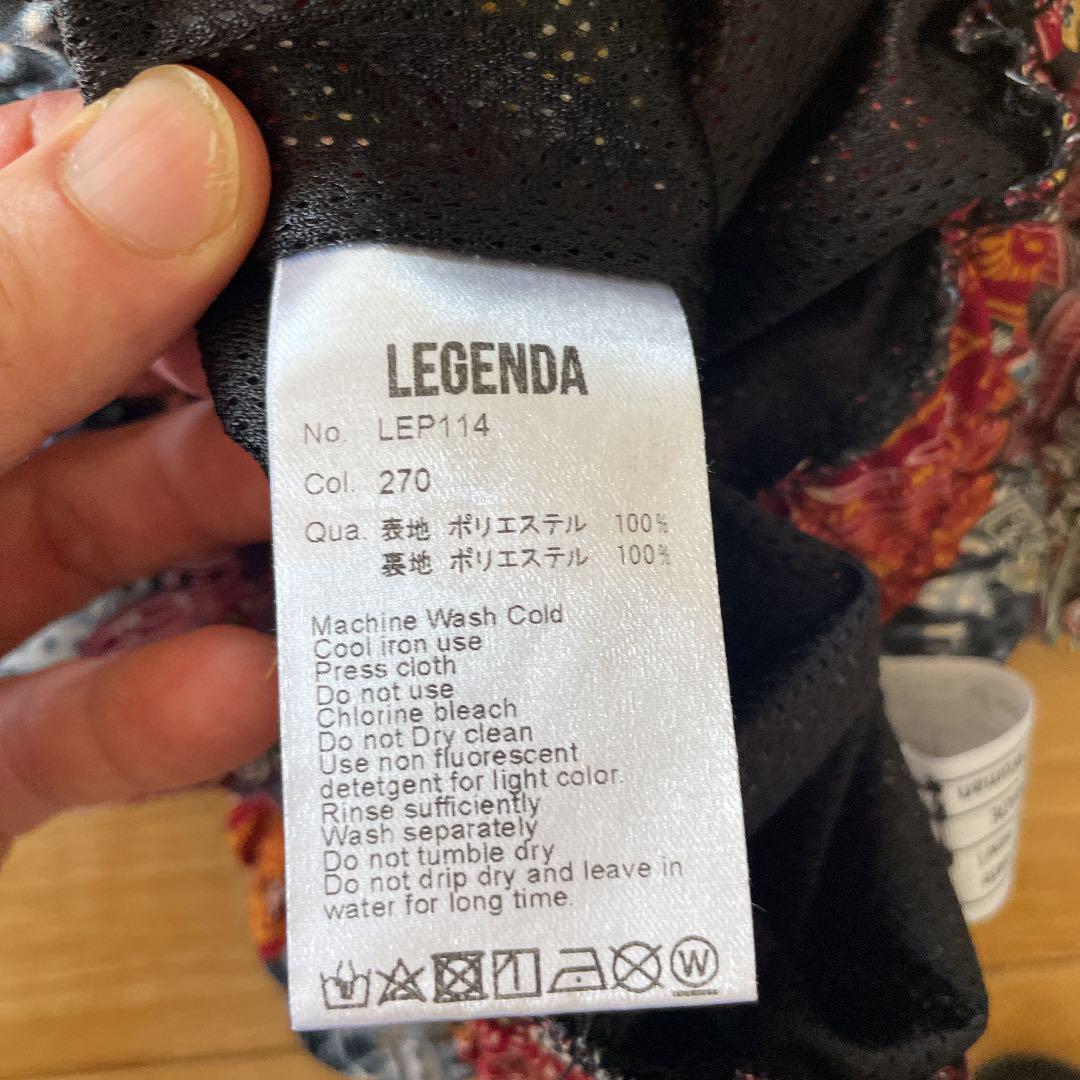 LEGENDA
No. LEP114
Col. 270
Qua. 表地 ポリエステル 100%
裏地 ポリエステル 100%
Machine Wash Cold
Cool iron use
Press cloth
Do not use
Chlorine bleach
Do not Dry clean
Use non fluorescent
detetgent for light color.
Rinse sufficiently
Wash separately
Do not tumble dry
Do not drip dry and leave in
water for long time.
W